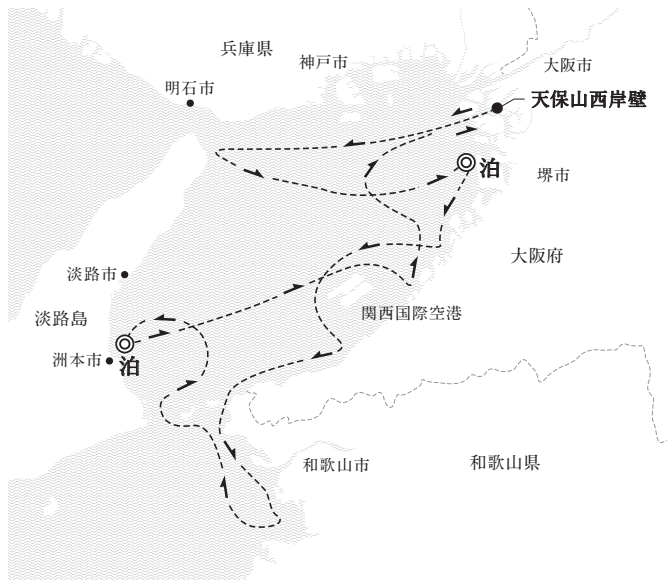 兵庫県
神戸市
大阪市
明石市
天保山西岸壁
泊
堺市
大阪府
淡路市
淡路島
関西国際空港
洲本市
泊
和歌山市
和歌山県